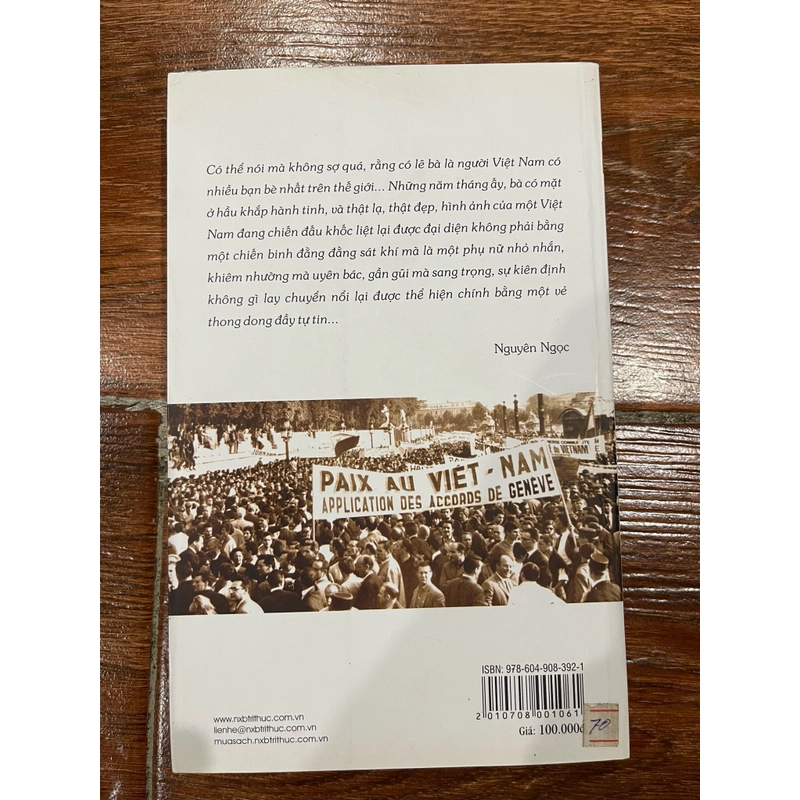 Có thể nói mà không sợ quá, rằng có lẽ bà là người Việt Nam có
nhiều bạn bè nhất trên thế giới... Những năm tháng ấy, bà có mặt
ở hầu khắp hành tinh, và thật lạ, thật đẹp, hình ảnh của một Việt
Nam đang chiến đấu khốc liệt lại được đại diện không phải bằng
một chiến binh đằng đằng sát khí mà là một phụ nữ nhỏ nhắn,
khiêm nhường mà uyên bác, gần gũi mà sang trọng, sự kiên định
không gì lay chuyển nổi lại được thể hiện chính bằng một vẻ
thong dong đầy tự tin...
Nguyên Ngọc
de VIETNAM
PAIX AU VIÊT-NAM
APPLICATION DES ACCORDS DE GENÈVE
ISBN: 978-604-908-392-1
2 010708 001061
Giá: 100.000đ
70
www.nxbtrithuc.com.vn
lienhe@nxbtrithuc.com.vn
muasach.nxbtrithuc.com.vn